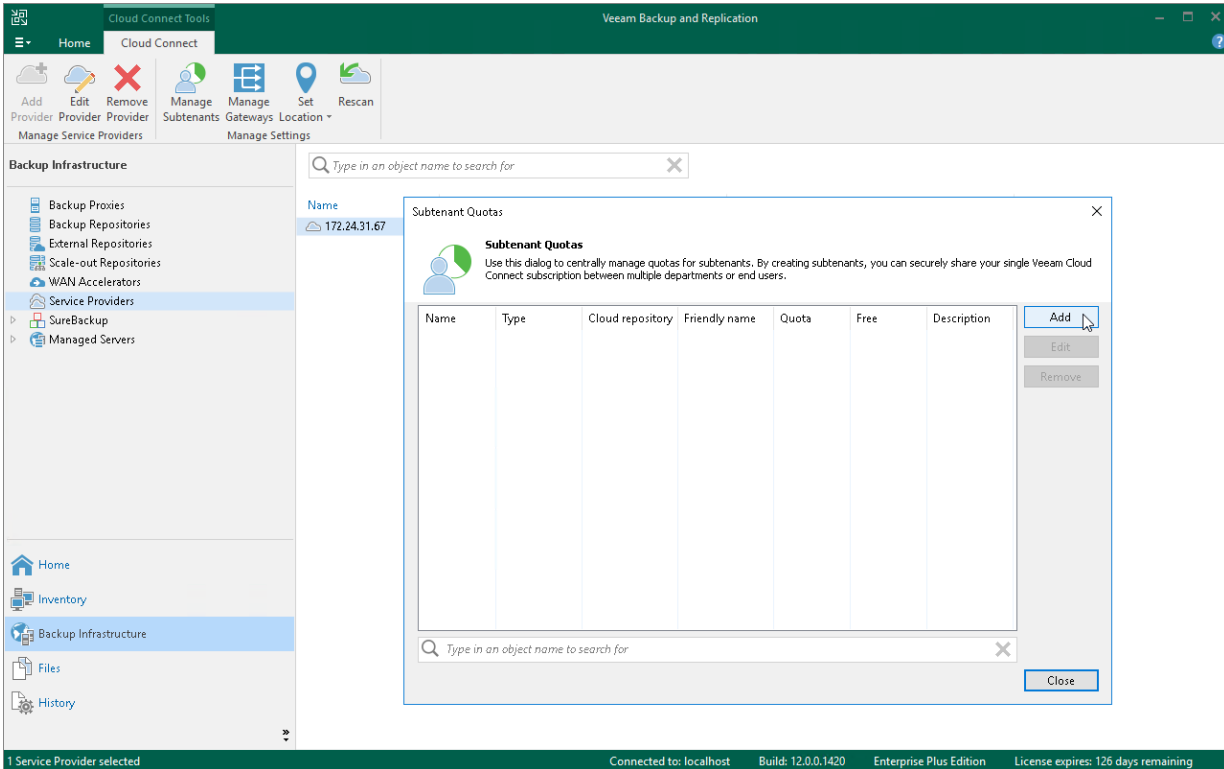 Cloud Connect Tools
Veeam Backup and Replication
Home
Cloud Connect
?
Add Provider
Edit Provider
Remove Provider
Manage Subtenants
Manage Gateways
Set Location
Rescan
Manage Service Providers
Manage Settings
Backup Infrastructure
Backup Proxies
Backup Repositories
External Repositories
Scale-out Repositories
WAN Accelerators
Service Providers
SureBackup
Managed Servers
Home
Inventory
Backup Infrastructure
Files
History
Type in an object name to search for
Name
172.24.31.67
Subtenant Quotas
Subtenant Quotas
Use this dialog to centrally manage quotas for subtenants. By creating subtenants, you can securely share your single Veeam Cloud
Connect subscription between multiple departments or end users.
Name Type Cloud repository Friendly name Quota Free Description
Add
Edit
Remove
Type in an object name to search for
Close
1 Service Provider selected
Connected to: localhost
Build: 12.0.0.1420
Enterprise Plus Edition
License expires: 126 days remaining